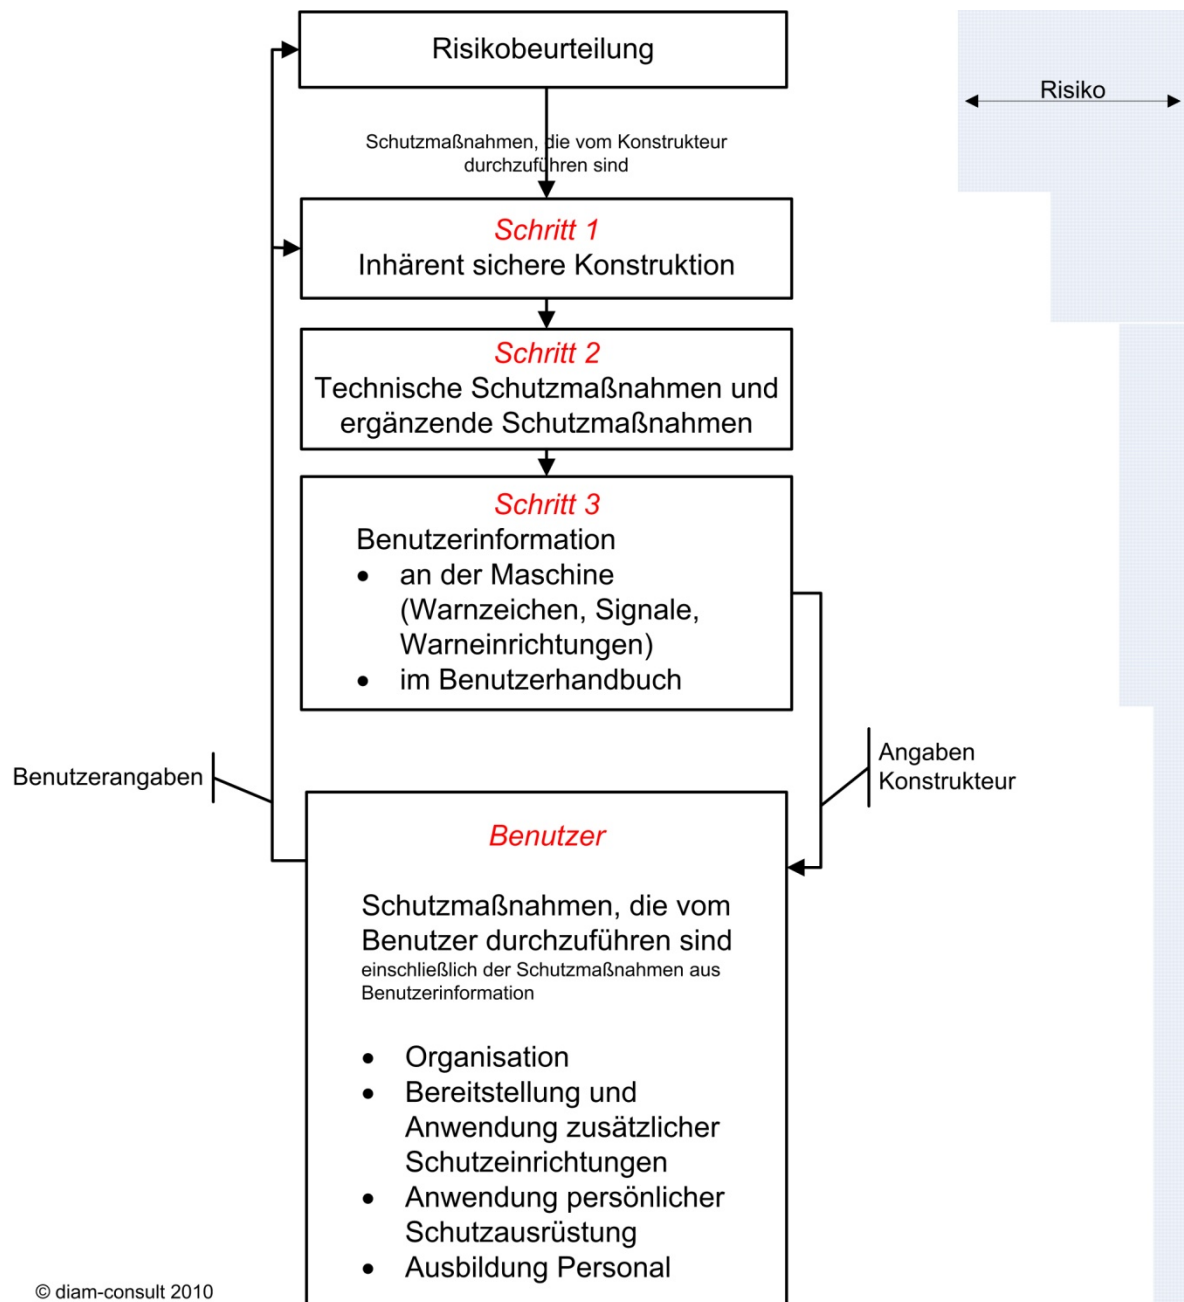 Risikobeurteilung
Risiko
Schutzmaßnahmen, die vom Konstrukteur
durchzuführen sind
Schritt 1
Inhärent sichere Konstruktion
Schritt 2
Technische Schutzmaßnahmen und
ergänzende Schutzmaßnahmen
Schritt 3
Benutzerinformation
• an der Maschine
(Warnzeichen, Signale,
Warneinrichtungen)
• im Benutzerhandbuch
Benutzerangaben
Angaben
Konstrukteur
Benutzer
Schutzmaßnahmen, die vom
Benutzer durchzuführen sind
einschließlich der Schutzmaßnahmen aus
Benutzerinformation
• Organisation
• Bereitstellung und
Anwendung zusätzlicher
Schutzeinrichtungen
• Anwendung persönlicher
Schutzausrüstung
• Ausbildung Personal
© diam-consult 2010